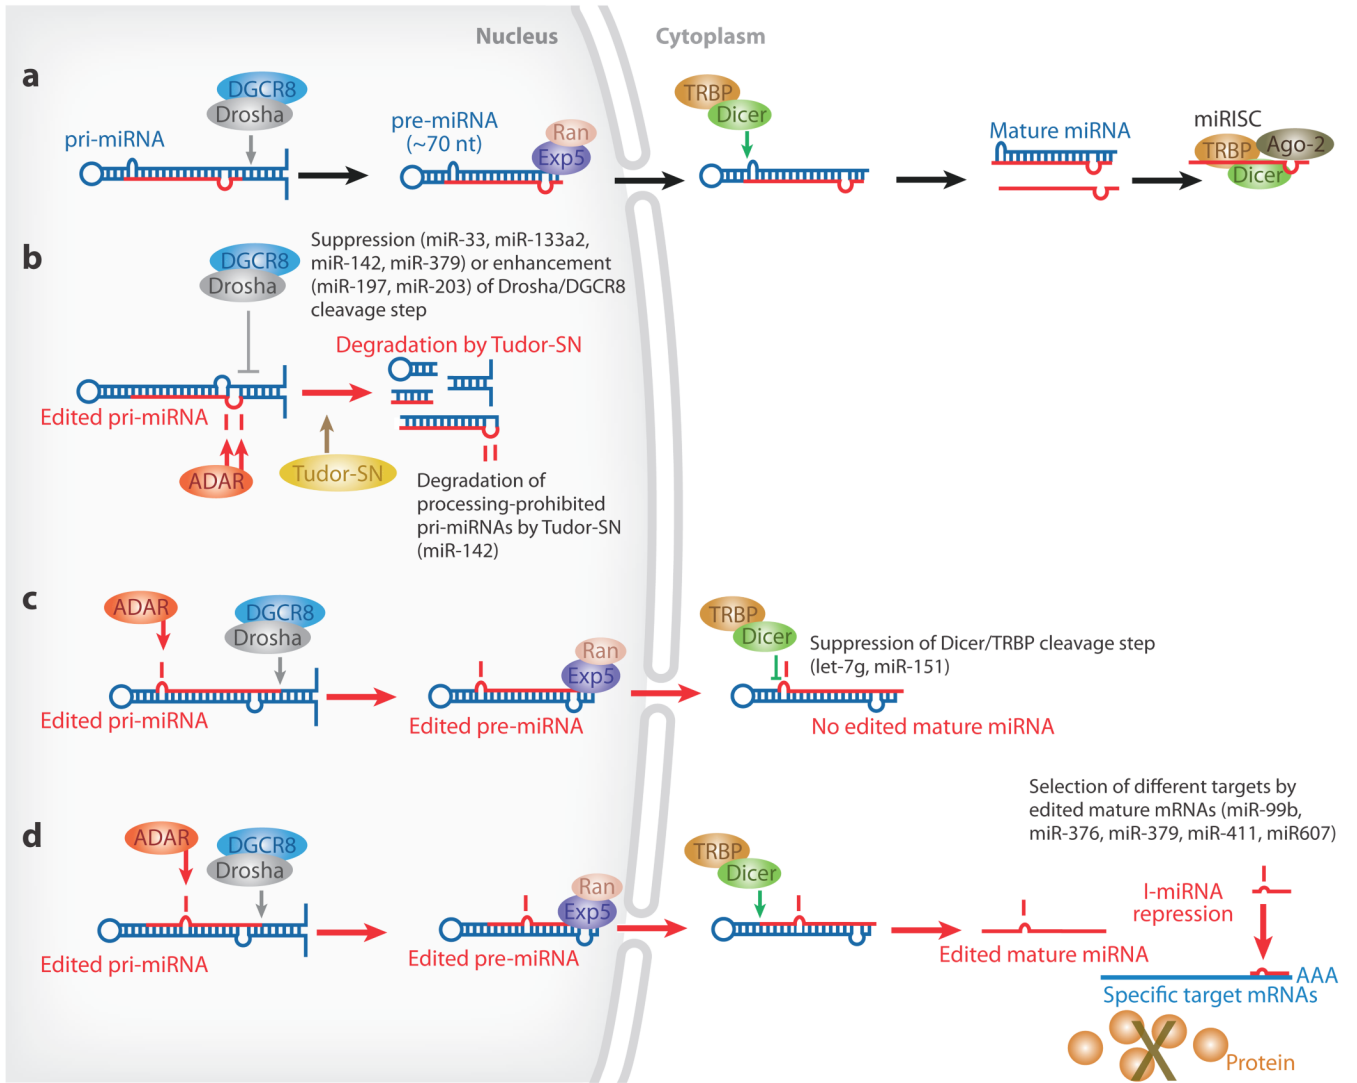 Nucleus
Cytoplasm
a
DGCR8
Drosha
pri-miRNA
pre-miRNA
(~70 nt)
Ran
Exp5
TRBP
Dicer
Mature miRNA
miRISC
TRBP
Ago-2
Dicer
b
DGCR8
Drosha
Suppression (miR-33, miR-133a2,
miR-142, miR-379) or enhancement
(miR-197, miR-203) of Drosha/DGCR8
cleavage step
Degradation by Tudor-SN
Edited pri-miRNA
I I
ADAR
Tudor-SN
I I
Degradation of
processing-prohibited
pri-miRNAs by Tudor-SN
(miR-142)
c
ADAR
I
DGCR8
Drosha
Edited pri-miRNA
I
Ran
Exp5
Edited pre-miRNA
TRBP
Dicer
I
Suppression of Dicer/TRBP cleavage step
(let-7g, miR-151)
No edited mature miRNA
d
ADAR
I
DGCR8
Drosha
Edited pri-miRNA
I
Ran
Exp5
Edited pre-miRNA
TRBP
Dicer
I
I
Edited mature miRNA
Selection of different targets by
edited mature mRNAs (miR-99b,
miR-376, miR-379, miR-411, miR607)
I
I-miRNA
repression
AAA
Specific target mRNAs
X
Protein